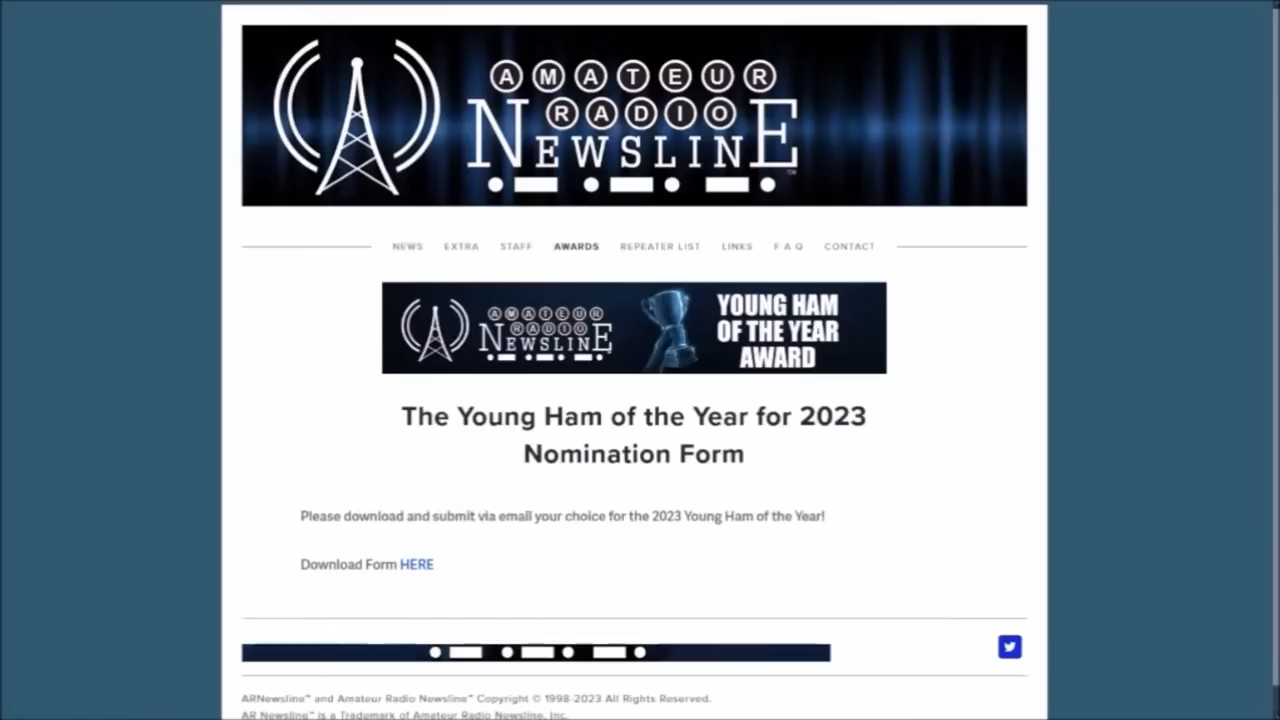 AMATEUR
RADIO
NEWSLINE
™
NEWS EXTRA STAFF AWARDS REPEATER LIST LINKS F A Q CONTACT
AMATEUR
RADIO
NEWSLINE
YOUNG HAM
OF THE YEAR
AWARD
The Young Ham of the Year for 2023
Nomination Form
Please download and submit via email your choice for the 2023 Young Ham of the Year!
Download Form HERE
ARNewsline™ and Amateur Radio Newsline™ Copyright © 1998-2023 All Rights Reserved.
AR Newsline™ is a Trademark of Amateur Radio Newsline, Inc.